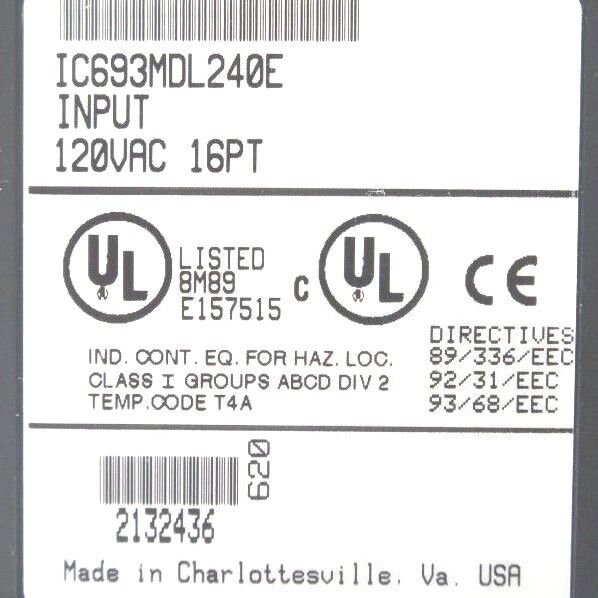 IC693MDL240E
INPUT
120VAC 16PT
UL LISTED
8M89
E157515
C UL
CE
DIRECTIVES
89/336/EEC
92/31/EEC
93/68/EEC
IND. CONT. EQ. FOR HAZ. LOC.
CLASS I GROUPS ABCD DIV 2
TEMP.CODE T4A
620
2132436
Made in Charlottesville, Va. USA